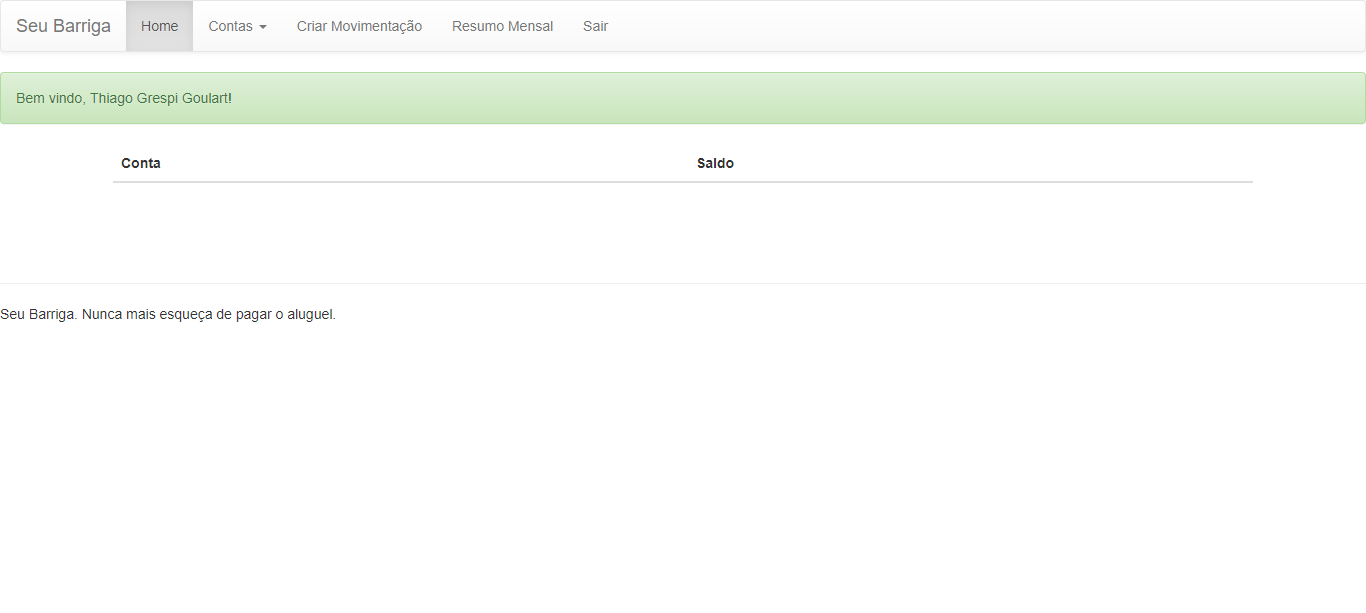 Seu Barriga Home Contas Criar Movimentação Resumo Mensal Sair
Bem vindo, Thiago Grespi Goulart!
Conta Saldo
Seu Barriga. Nunca mais esqueça de pagar o aluguel.